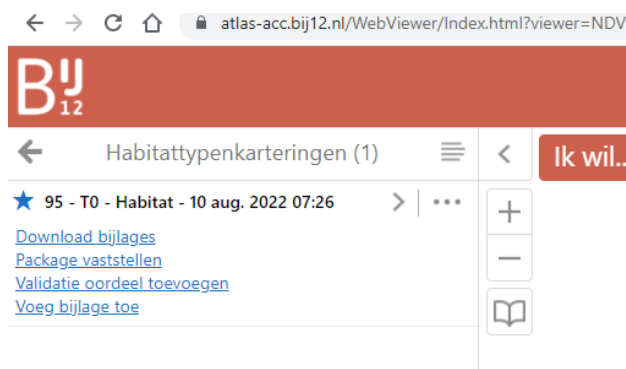 atlas-acc.bij12.nl/WebViewer/Index.html?viewer=NDV
BIJ
12
Habitattypenkarteringen (1)
Ik wil..
95 - T0 - Habitat - 10 aug. 2022 07:26
Download bijlages
Package vaststellen
Validatie oordeel toevoegen
Voeg bijlage toe